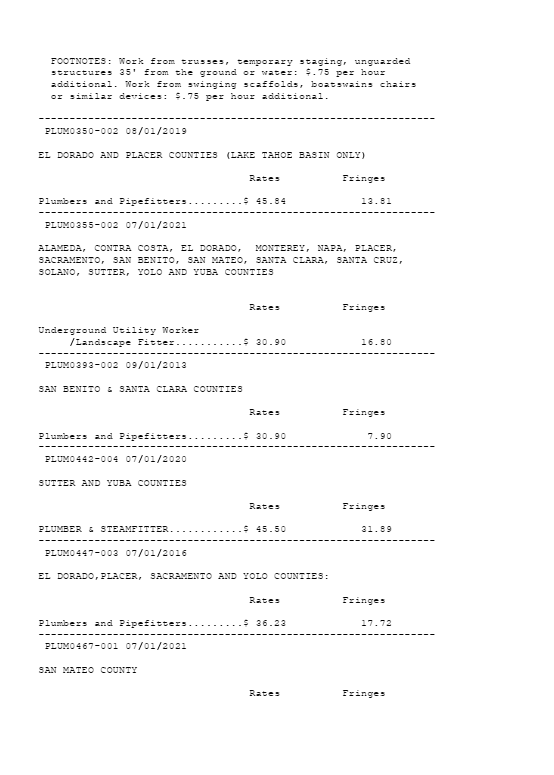 FOOTNOTES: Work from trusses, temporary staging, unguarded
structures 35' from the ground or water: $.75 per hour
additional. Work from swinging scaffolds, boatswains chairs
or similar devices: $.75 per hour additional.
----------------------------------------------------------------
PLUM0350-002 08/01/2019
EL DORADO AND PLACER COUNTIES (LAKE TAHOE BASIN ONLY)
Rates Fringes
Plumbers and Pipefitters.........$ 45.84 13.81
----------------------------------------------------------------
PLUM0355-002 07/01/2021
ALAMEDA, CONTRA COSTA, EL DORADO, MONTEREY, NAPA, PLACER,
SACRAMENTO, SAN BENITO, SAN MATEO, SANTA CLARA, SANTA CRUZ,
SOLANO, SUTTER, YOLO AND YUBA COUNTIES
Rates Fringes
Underground Utility Worker
/Landscape Fitter...........$ 30.90 16.80
----------------------------------------------------------------
PLUM0393-002 09/01/2013
SAN BENITO & SANTA CLARA COUNTIES
Rates Fringes
Plumbers and Pipefitters.........$ 30.90 7.90
----------------------------------------------------------------
PLUM0442-004 07/01/2020
SUTTER AND YUBA COUNTIES
Rates Fringes
PLUMBER & STEAMFITTER............$ 45.50 31.89
----------------------------------------------------------------
PLUM0447-003 07/01/2016
EL DORADO,PLACER, SACRAMENTO AND YOLO COUNTIES:
Rates Fringes
Plumbers and Pipefitters.........$ 36.23 17.72
----------------------------------------------------------------
PLUM0467-001 07/01/2021
SAN MATEO COUNTY
Rates Fringes